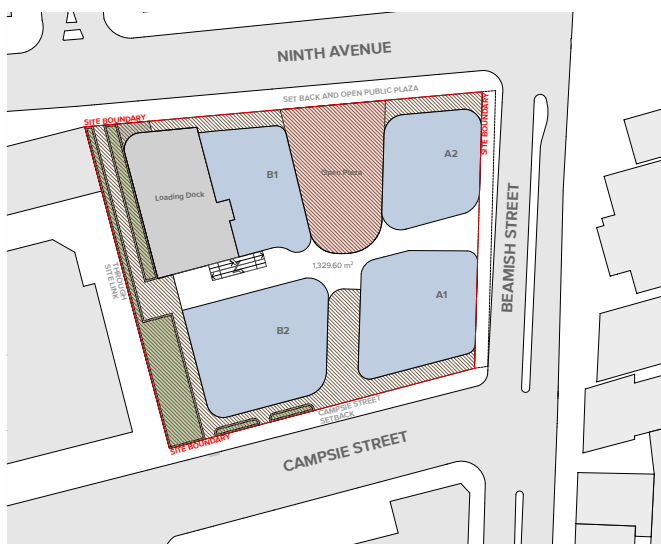 NINTH AVENUE
SET BACK AND OPEN PUBLIC PLAZA
SITE BOUNDARY
SITE BOUNDARY
A2
B1
Open Plaza
Loading Dock
BEAMISH STREET
THROUGH
SITE LINK
1,329.60 m²
A1
B2
CAMPSIE STREET
SETBACK
SITE BOUNDARY
CAMPSIE STREET